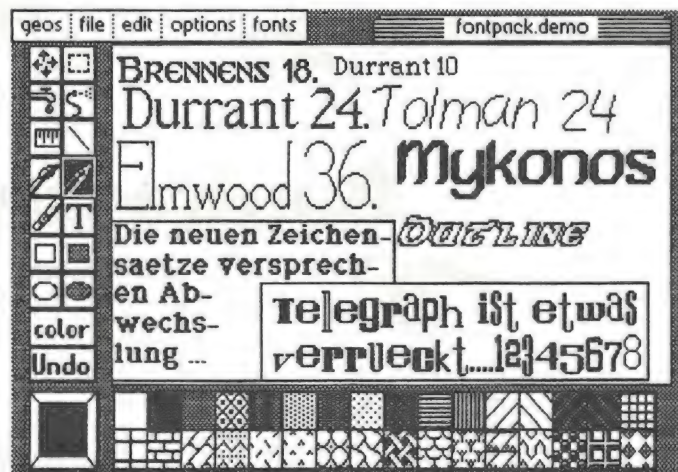 geos file edit options fonts fontpack.demo
BRENNENS 18. Durrant 10
Durrant 24. Tolman 24
Elmwood 36. Mykonos
OUTLINE
Die neuen Zeichen-
saetze versprech-
en Ab-
wechs-
lung ...
Telegraph ist etwas
verrueckt....12345678
T
color
Undo